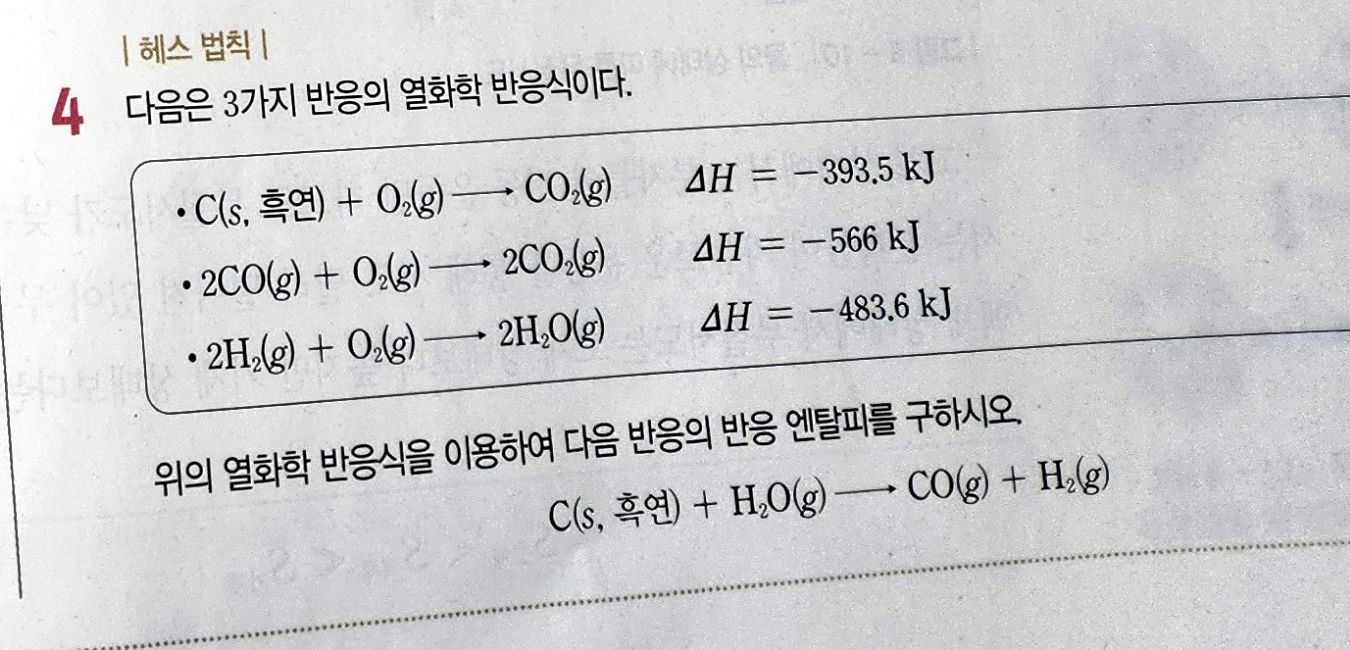 | 헤스 법칙 |
4 다음은 3가지 반응의 열화학 반응식이다.
• C(s, 흑연) + O₂(g) ⟶ CO₂(g) ΔH = −393.5 kJ
• 2CO(g) + O₂(g) ⟶ 2CO₂(g) ΔH = −566 kJ
• 2H₂(g) + O₂(g) ⟶ 2H₂O(g) ΔH = −483.6 kJ
위의 열화학 반응식을 이용하여 다음 반응의 반응 엔탈피를 구하시오.
C(s, 흑연) + H₂O(g) ⟶ CO(g) + H₂(g)